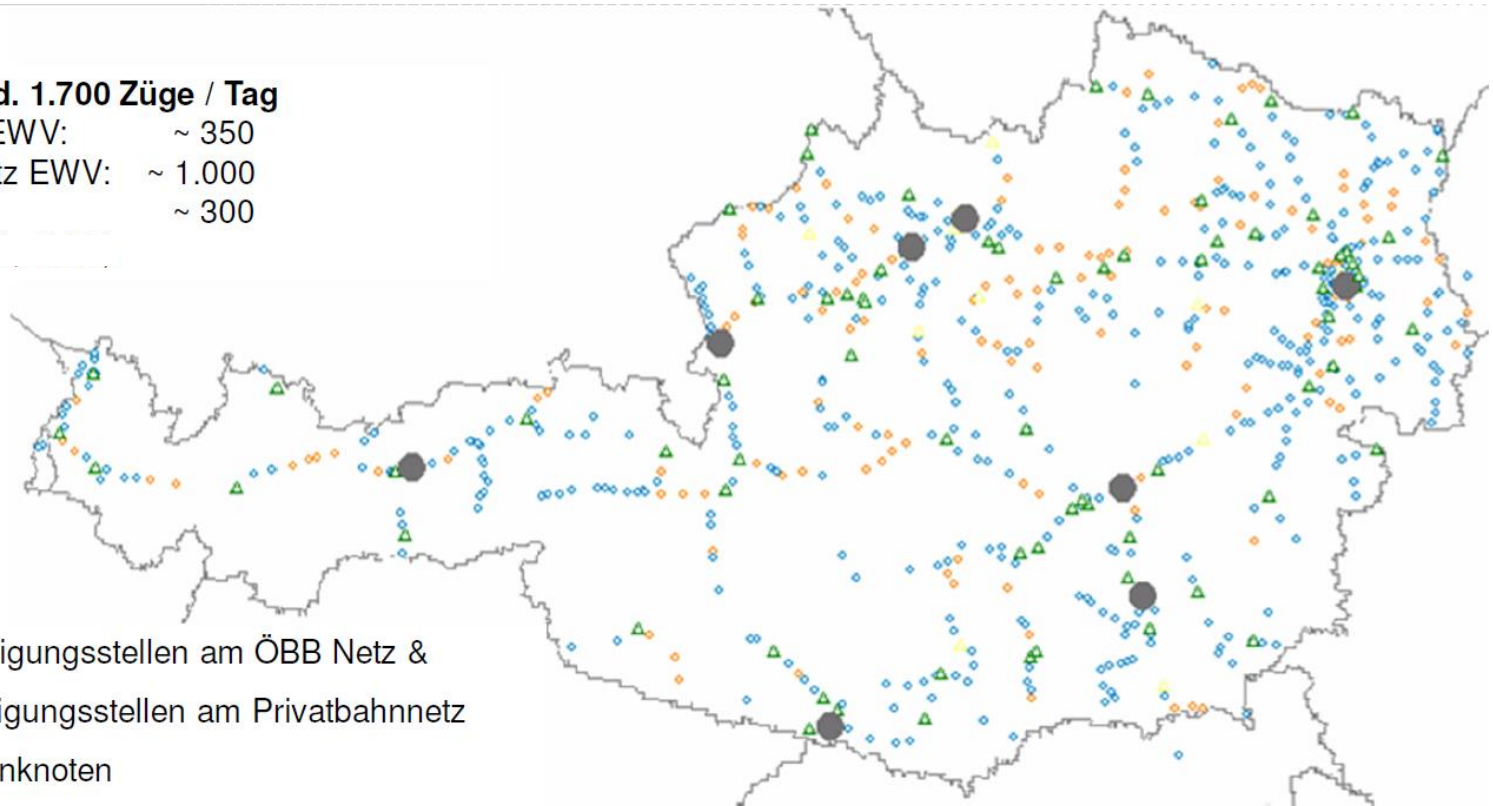 d. 1.700 Züge / Tag
EWV: ~ 350
tz EWV: ~ 1.000
~ 300
igungsstellen am ÖBB Netz &
igungsstellen am Privatbahnnetz
nknoten